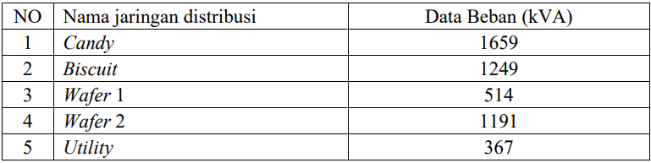 NO Nama jaringan distribusi Data Beban (kVA)
1 Candy 1659
2 Biscuit 1249
3 Wafer 1 514
4 Wafer 2 1191
5 Utility 367